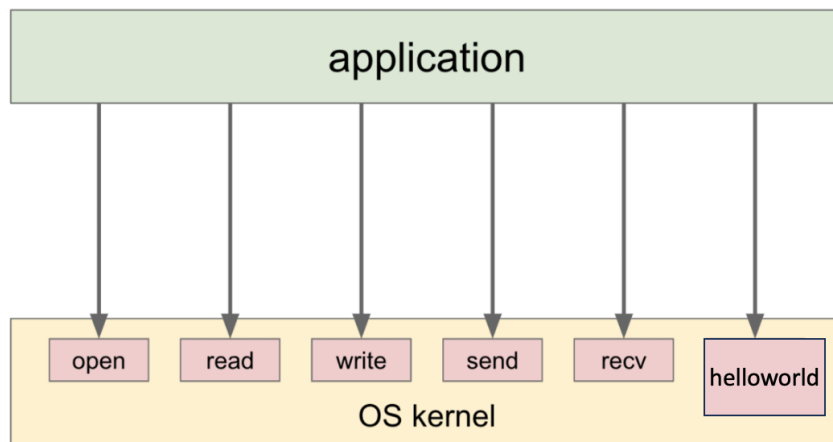 application
open
read
write
send
recv
helloworld
OS kernel